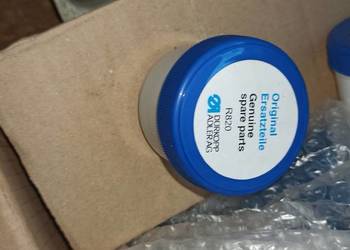 Original
Ersatzteile
Genuine
spare parts
R820
DÜRKOPP
ADLER AG